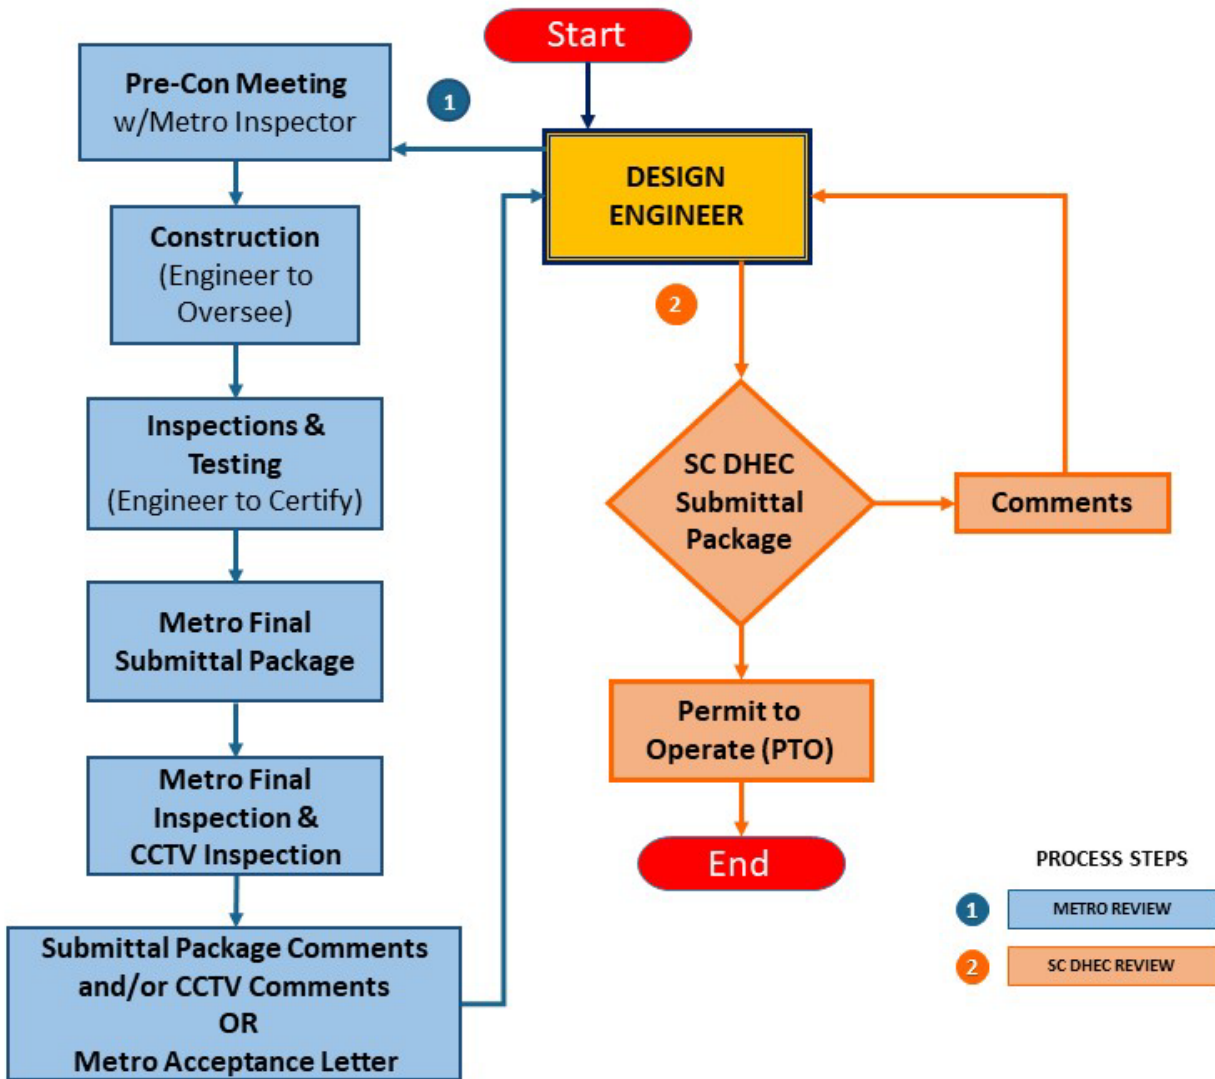 Start
Pre-Con Meeting
w/Metro Inspector
1
DESIGN
ENGINEER
Construction
(Engineer to
Oversee)
2
Inspections &
Testing
(Engineer to Certify)
SC DHEC
Submittal
Package
Comments
Metro Final
Submittal Package
Permit to
Operate (PTO)
Metro Final
Inspection &
CCTV Inspection
End
Submittal Package Comments
and/or CCTV Comments
OR
Metro Acceptance Letter
PROCESS STEPS
1 METRO REVIEW
2 SC DHEC REVIEW